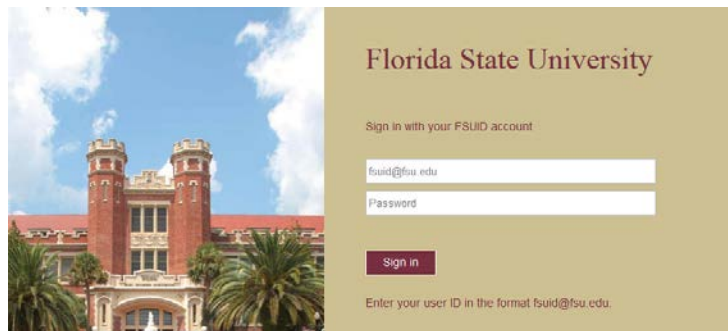 Florida State University
Sign in with your FSUID account
fsuid@fsu.edu
Password
Sign in
Enter your user ID in the format fsuid@fsu.edu.